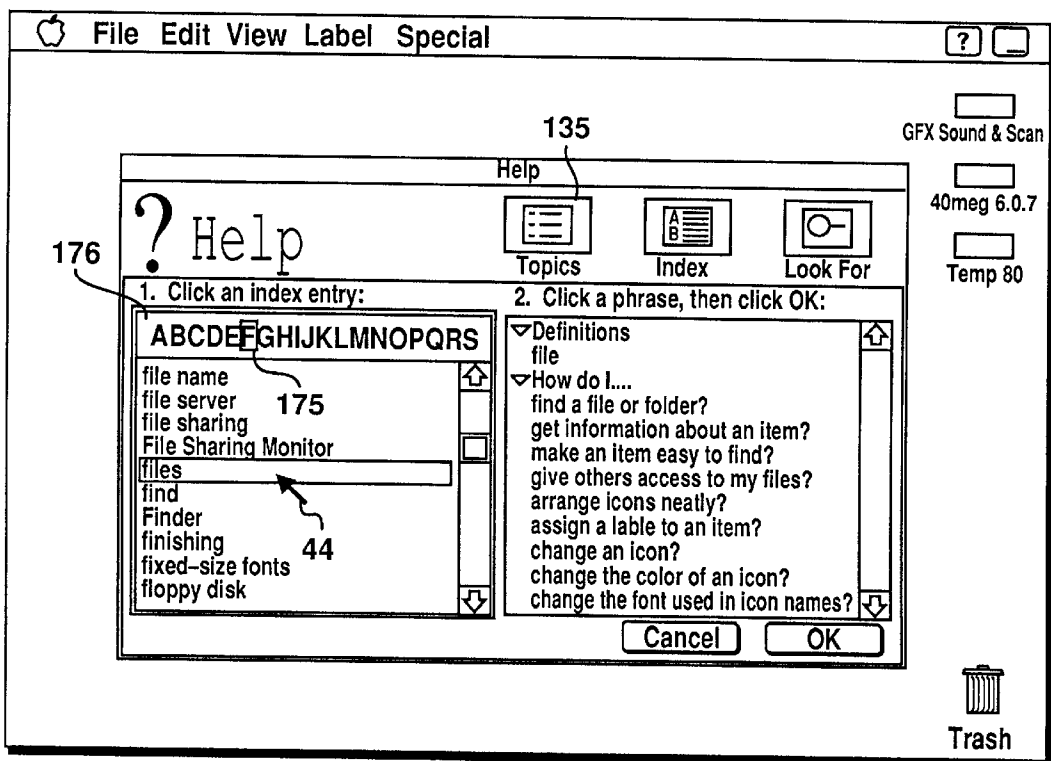 File Edit View Label Special ?
GFX Sound & Scan
40meg 6.0.7
Temp 80
135
Help
? Help
A
B
Topics Index Look For
176
1. Click an index entry:
ABCDEFGHIJKLMNOPQRS
175
file name
file server
file sharing
File Sharing Monitor
files
find
Finder
finishing
fixed-size fonts
floppy disk
44
2. Click a phrase, then click OK:
Definitions
file
How do I....
find a file or folder?
get information about an item?
make an item easy to find?
give others access to my files?
arrange icons neatly?
assign a lable to an item?
change an icon?
change the color of an icon?
change the font used in icon names?
Cancel OK
Trash